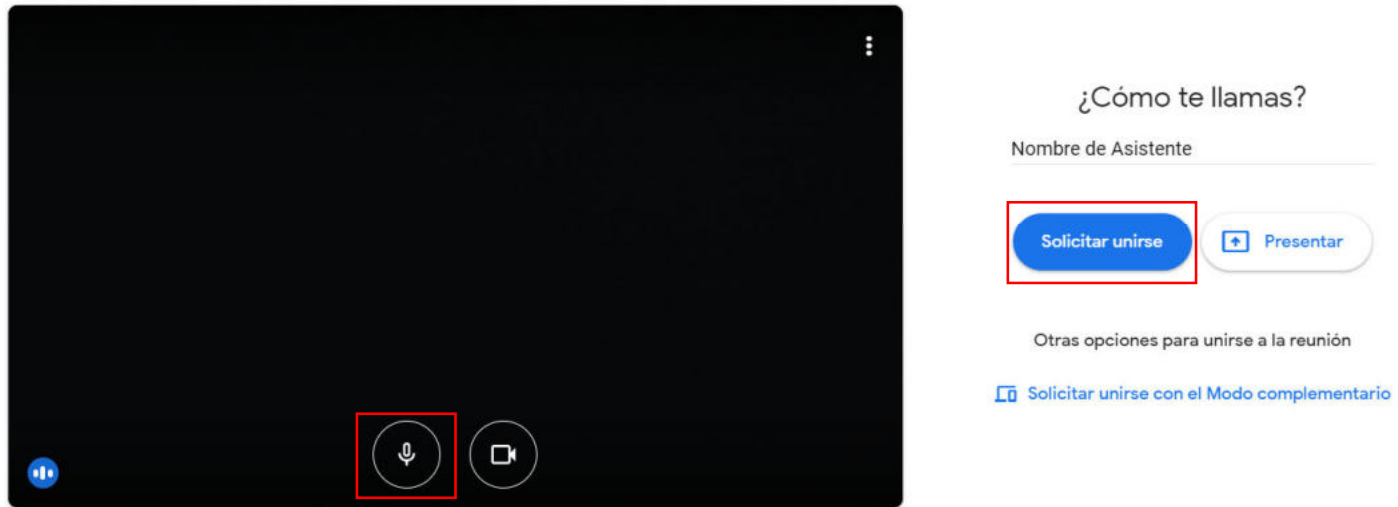 ¿Cómo te llamas?
Nombre de Asistente
Solicitar unirse
Presentar
Otras opciones para unirse a la reunión
Solicitar unirse con el Modo complementario